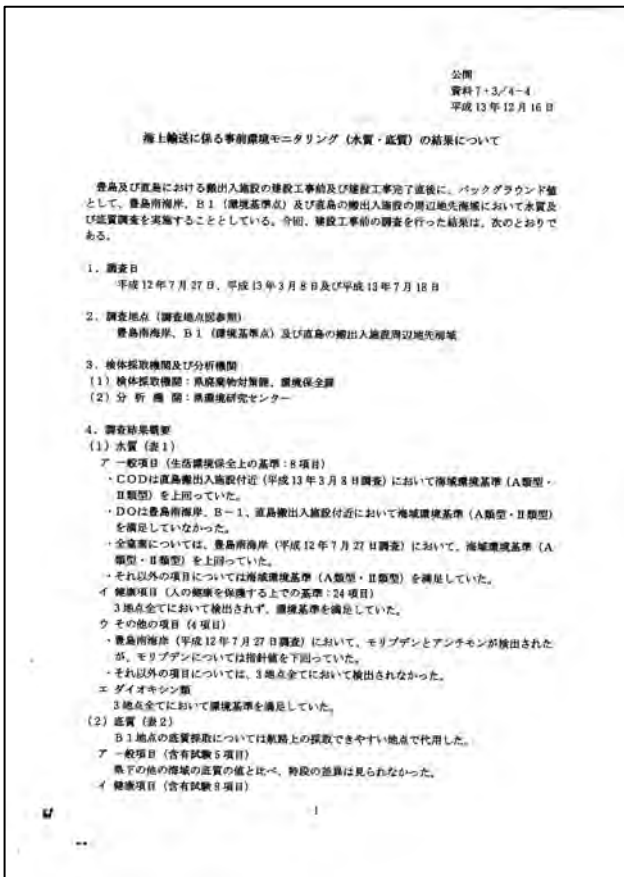 公開
資料7・3／4－4
平成13年12月16日
海上輸送に係る事前環境モニタリング（水質・底質）の結果について
豊島及び直島における搬出入施設の建設工事前及び建設工事完了直後に、バックグラウンド値
として、豊島南海岸、B1（環境基準点）及び直島の搬出入施設の周辺地先海域において水質及
び底質調査を実施することとしている。今回、建設工事前の調査を行った結果は、次のとおりで
ある。
1．調査日
平成12年7月27日、平成13年3月8日及び平成13年7月18日
2．調査地点（調査地点図参照）
豊島南海岸、B1（環境基準点）及び直島の搬出入施設周辺地先海域
3．検体採取機関及び分析機関
（1）検体採取機関：県廃棄物対策課、環境保全課
（2）分析機関：県環境研究センター
4．調査結果概要
（1）水質（表1）
ア 一般項目（生活環境保全上の基準：8項目）
・CODは直島搬出入施設付近（平成13年3月8日調査）において海域環境基準（A類型・
Ⅱ類型）を上回っていた。
・DOは豊島南海岸、B－1、直島搬出入施設付近において海域環境基準（A類型・Ⅱ類型）
を満足していなかった。
・全窒素については、豊島南海岸（平成12年7月27日調査）において、海域環境基準（A
類型・Ⅱ類型）を上回っていた。
・それ以外の項目については海域環境基準（A類型・Ⅱ類型）を満足していた。
イ 健康項目（人の健康を保護する上での基準：24項目）
3地点全てにおいて検出されず、環境基準を満足していた。
ウ その他の項目（4項目）
・豊島南海岸（平成12年7月27日調査）において、モリブデンとアンチモンが検出された
が、モリブデンについては指針値を下回っていた。
・それ以外の項目については、3地点全てにおいて検出されなかった。
エ ダイオキシン類
3地点全てにおいて環境基準を満足していた。
（2）底質（表2）
B1地点の底質採取については航路上の採取できやすい地点で代用した。
ア 一般項目（含有試験5項目）
県下の他の海域の底質の値と比べ、特段の差異は見られなかった。
イ 健康項目（含有試験9項目）
1